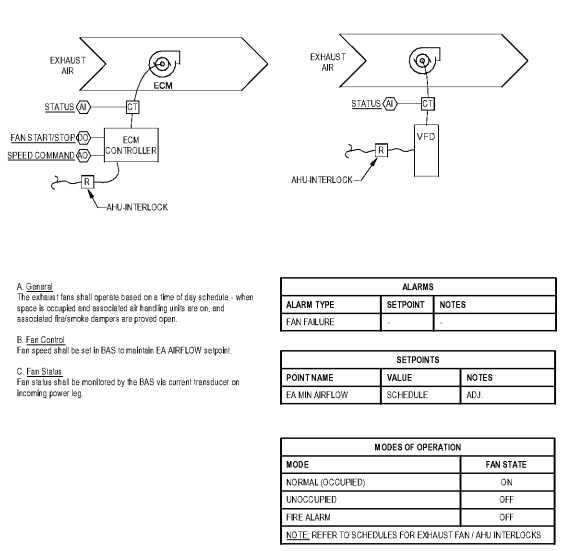 EXHAUST
AIR
ECM
STATUS AI
CT
FAN START/STOP DO
SPEED COMMAND AO
ECM
CONTROLLER
R
AHU-INTERLOCK
EXHAUST
AIR
STATUS AI
CT
VFD
R
AHU-INTERLOCK
A. General
The exhaust fans shall operate based on a time of day schedule - when
space is occupied and associated air handling units are on, and
associated fire/smoke dampers are proved open.
B. Fan Control
Fan speed shall be set in BAS to maintain EA AIRFLOW setpoint.
C. Fan Status
Fan status shall be monitored by the BAS via current transducer on
incoming power leg.
ALARMS
ALARM TYPE SETPOINT NOTES
FAN FAILURE - -
SETPOINTS
POINT NAME VALUE NOTES
EA MIN AIRFLOW SCHEDULE ADJ.
MODES OF OPERATION
MODE FAN STATE
NORMAL (OCCUPIED) ON
UNOCCUPIED OFF
FIRE ALARM OFF
NOTE: REFER TO SCHEDULES FOR EXHAUST FAN / AHU INTERLOCKS